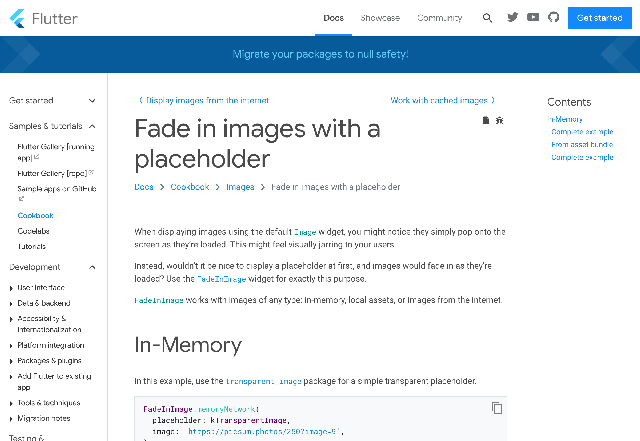 Flutter
Docs
Showcase
Community
Get started
Migrate your packages to null safety!
Get started
Samples & tutorials
Flutter Gallery [running
app]
Flutter Gallery [repo]
Sample apps on GitHub
Cookbook
Codelabs
Tutorials
Development
User interface
Data & backend
Accessibility &
internationalization
Platform integration
Packages & plugins
Add Flutter to existing
app
Tools & techniques
Migration notes
Testing &
〈 Display images from the internet
Work with cached images 〉
Fade in images with a
placeholder
Docs > Cookbook > Images > Fade in images with a placeholder
When displaying images using the default Image widget, you might notice they simply pop onto the
screen as they're loaded. This might feel visually jarring to your users.
Instead, wouldn't it be nice to display a placeholder at first, and images would fade in as they're
loaded? Use the FadeInImage widget for exactly this purpose.
FadeInImage works with images of any type: in-memory, local assets, or images from the internet.
In-Memory
In this example, use the transparent_image package for a simple transparent placeholder.
FadeInImage.memoryNetwork(
placeholder: kTransparentImage,
image: 'https://picsum.photos/250?image=9',
Contents
In-Memory
Complete example
From asset bundle
Complete example